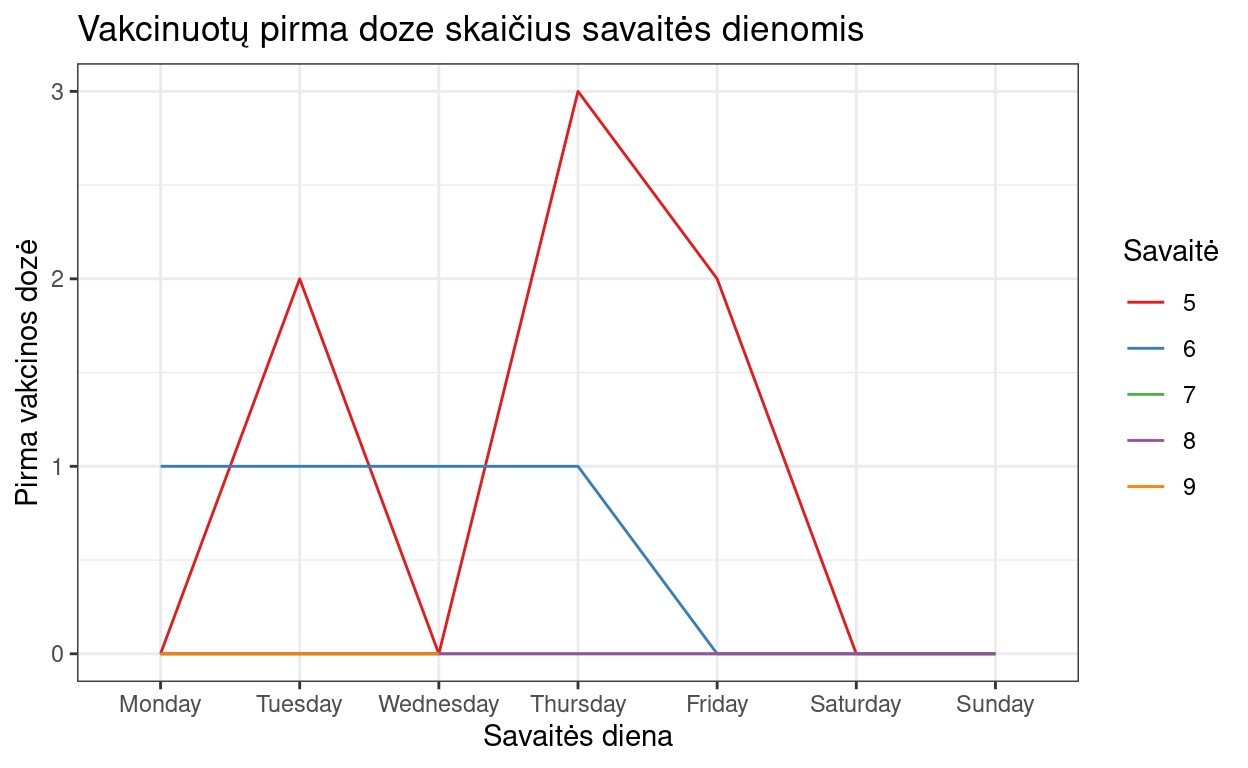 Vakcinuotų pirma doze skaičius savaitės dienomis
Pirma vakcinos dozė
3
2
1
0
Monday Tuesday Wednesday Thursday Friday Saturday Sunday
Savaitės diena
Savaitė
5
6
7
8
9